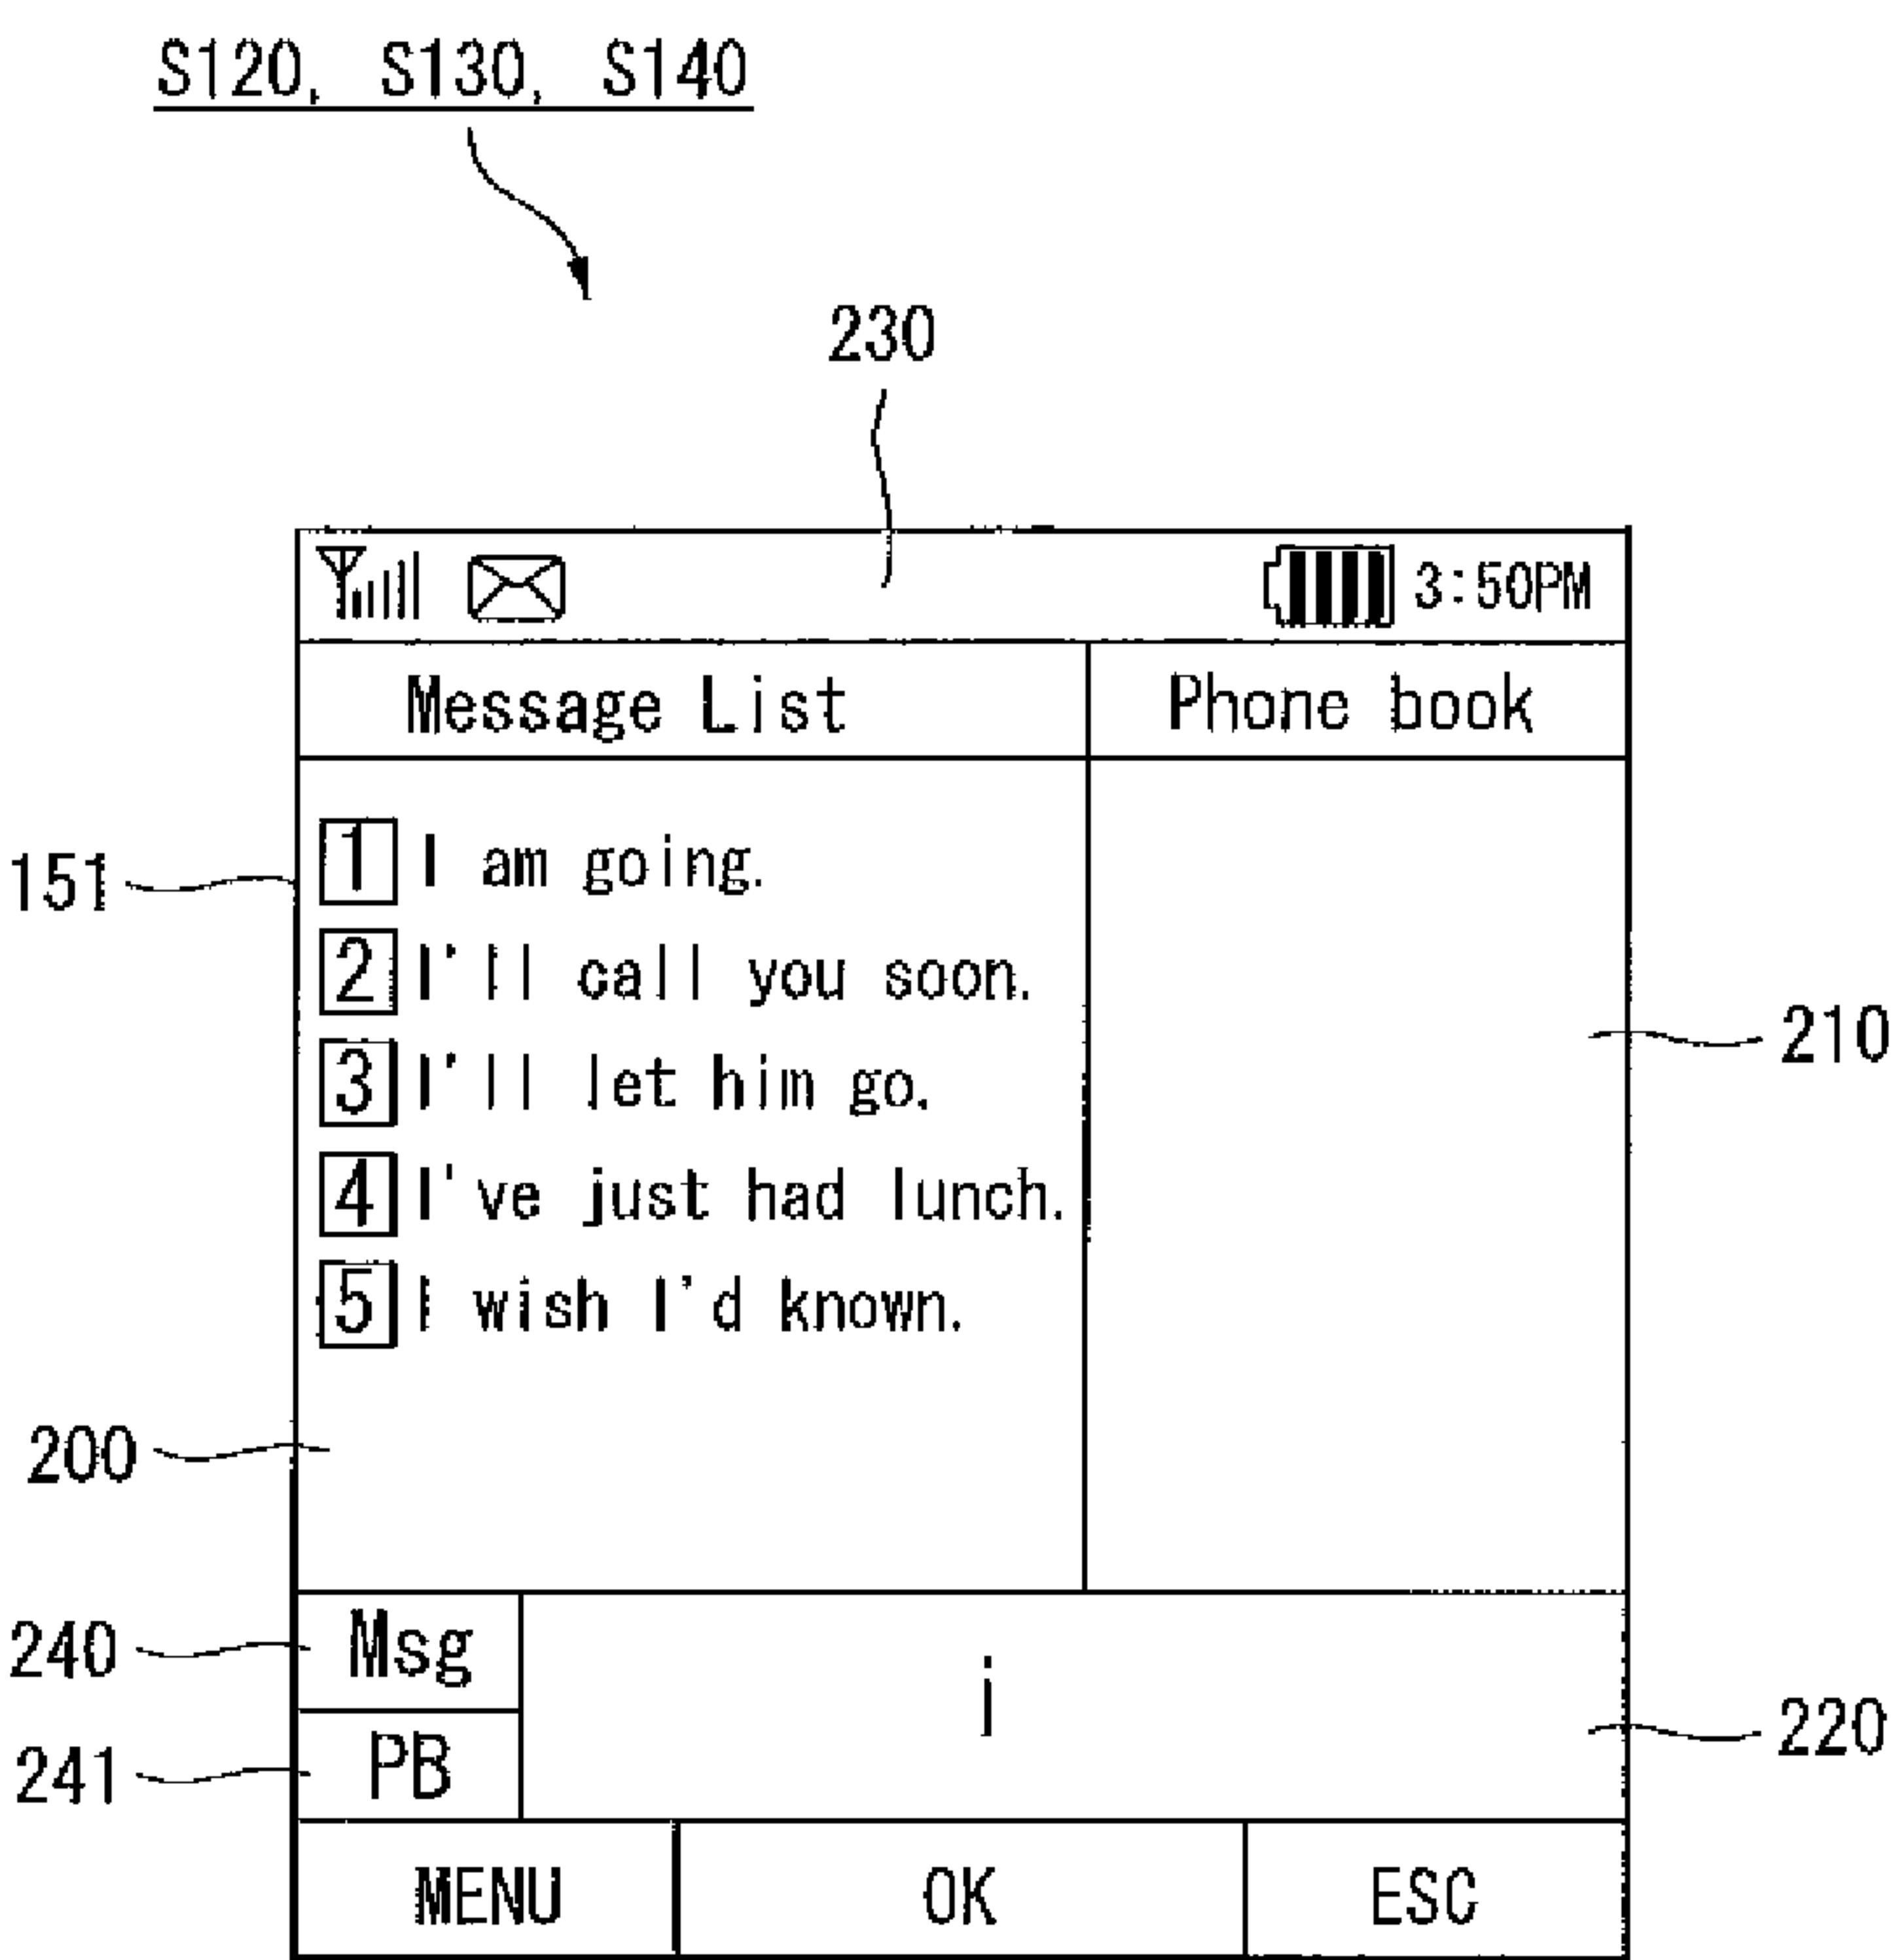 S120, S130, S140
230
3:50PM
Message List Phone book
151
1 I am going.
2 I'll call you soon.
3 I'll let him go.
4 I've just had lunch.
5 I wish I'd known.
210
200
240 Msg
i
220
241 PB
MENU OK ESC